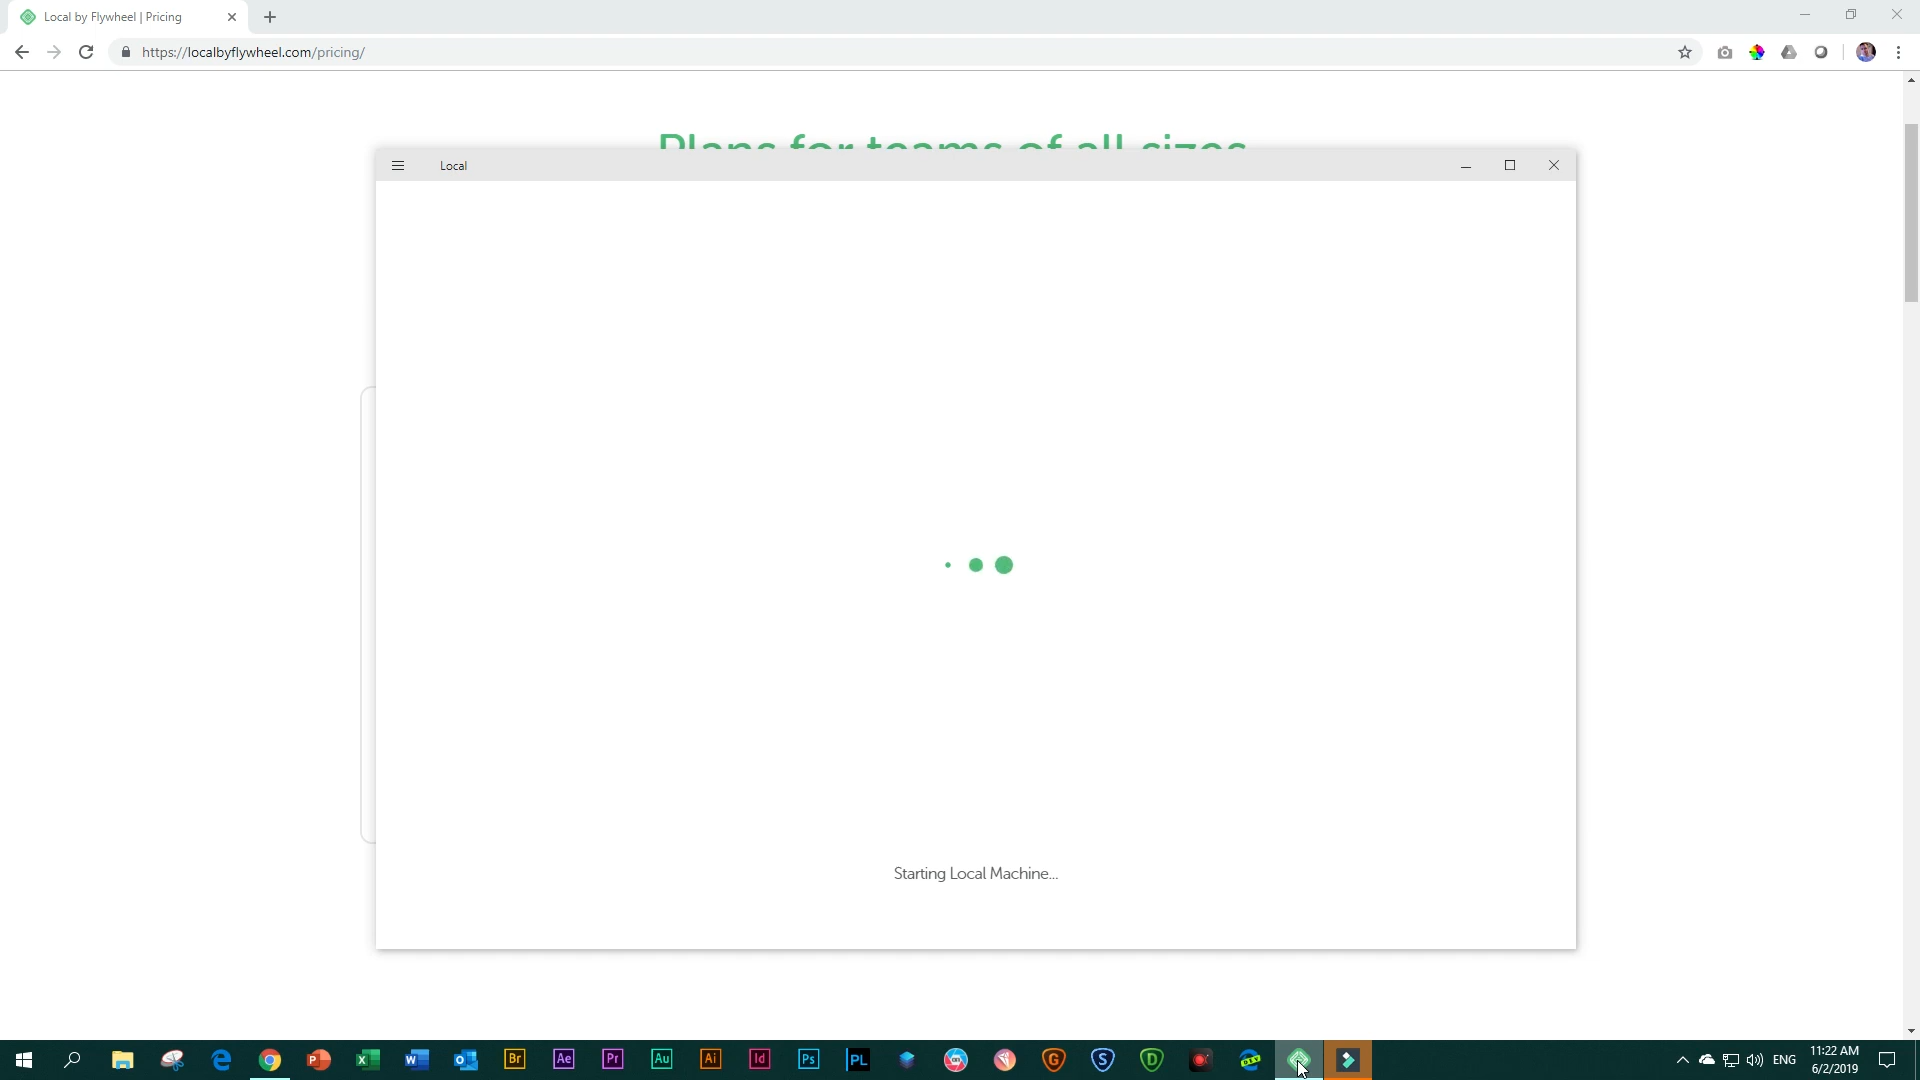 Local by Flywheel | Pricing
https://localbyflywheel.com/pricing/
Plans for teams of all sizes
Local
Starting Local Machine...
Br Ae Pr Au Ai Id Ps PL G S D
ENG
11:22 AM
6/2/2019